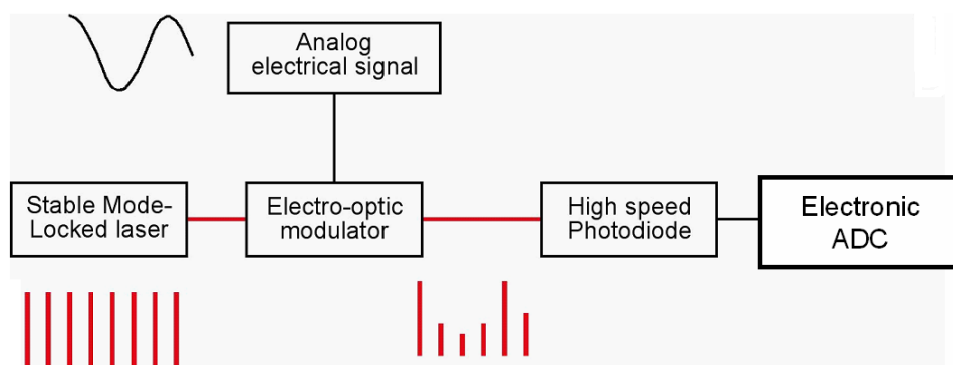 Analog
electrical signal
Stable Mode-
Locked laser
Electro-optic
modulator
High speed
Photodiode
Electronic
ADC